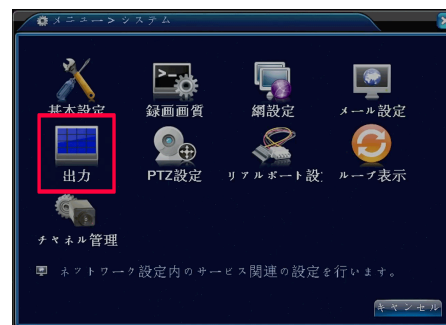 メニュー> システム
基本設定
録画画質
網設定
メール設定
出力
PTZ設定
リアルポート設
ループ表示
チャネル管理
ネットワーク設定内のサービス関連の設定を行います。
キャンセル